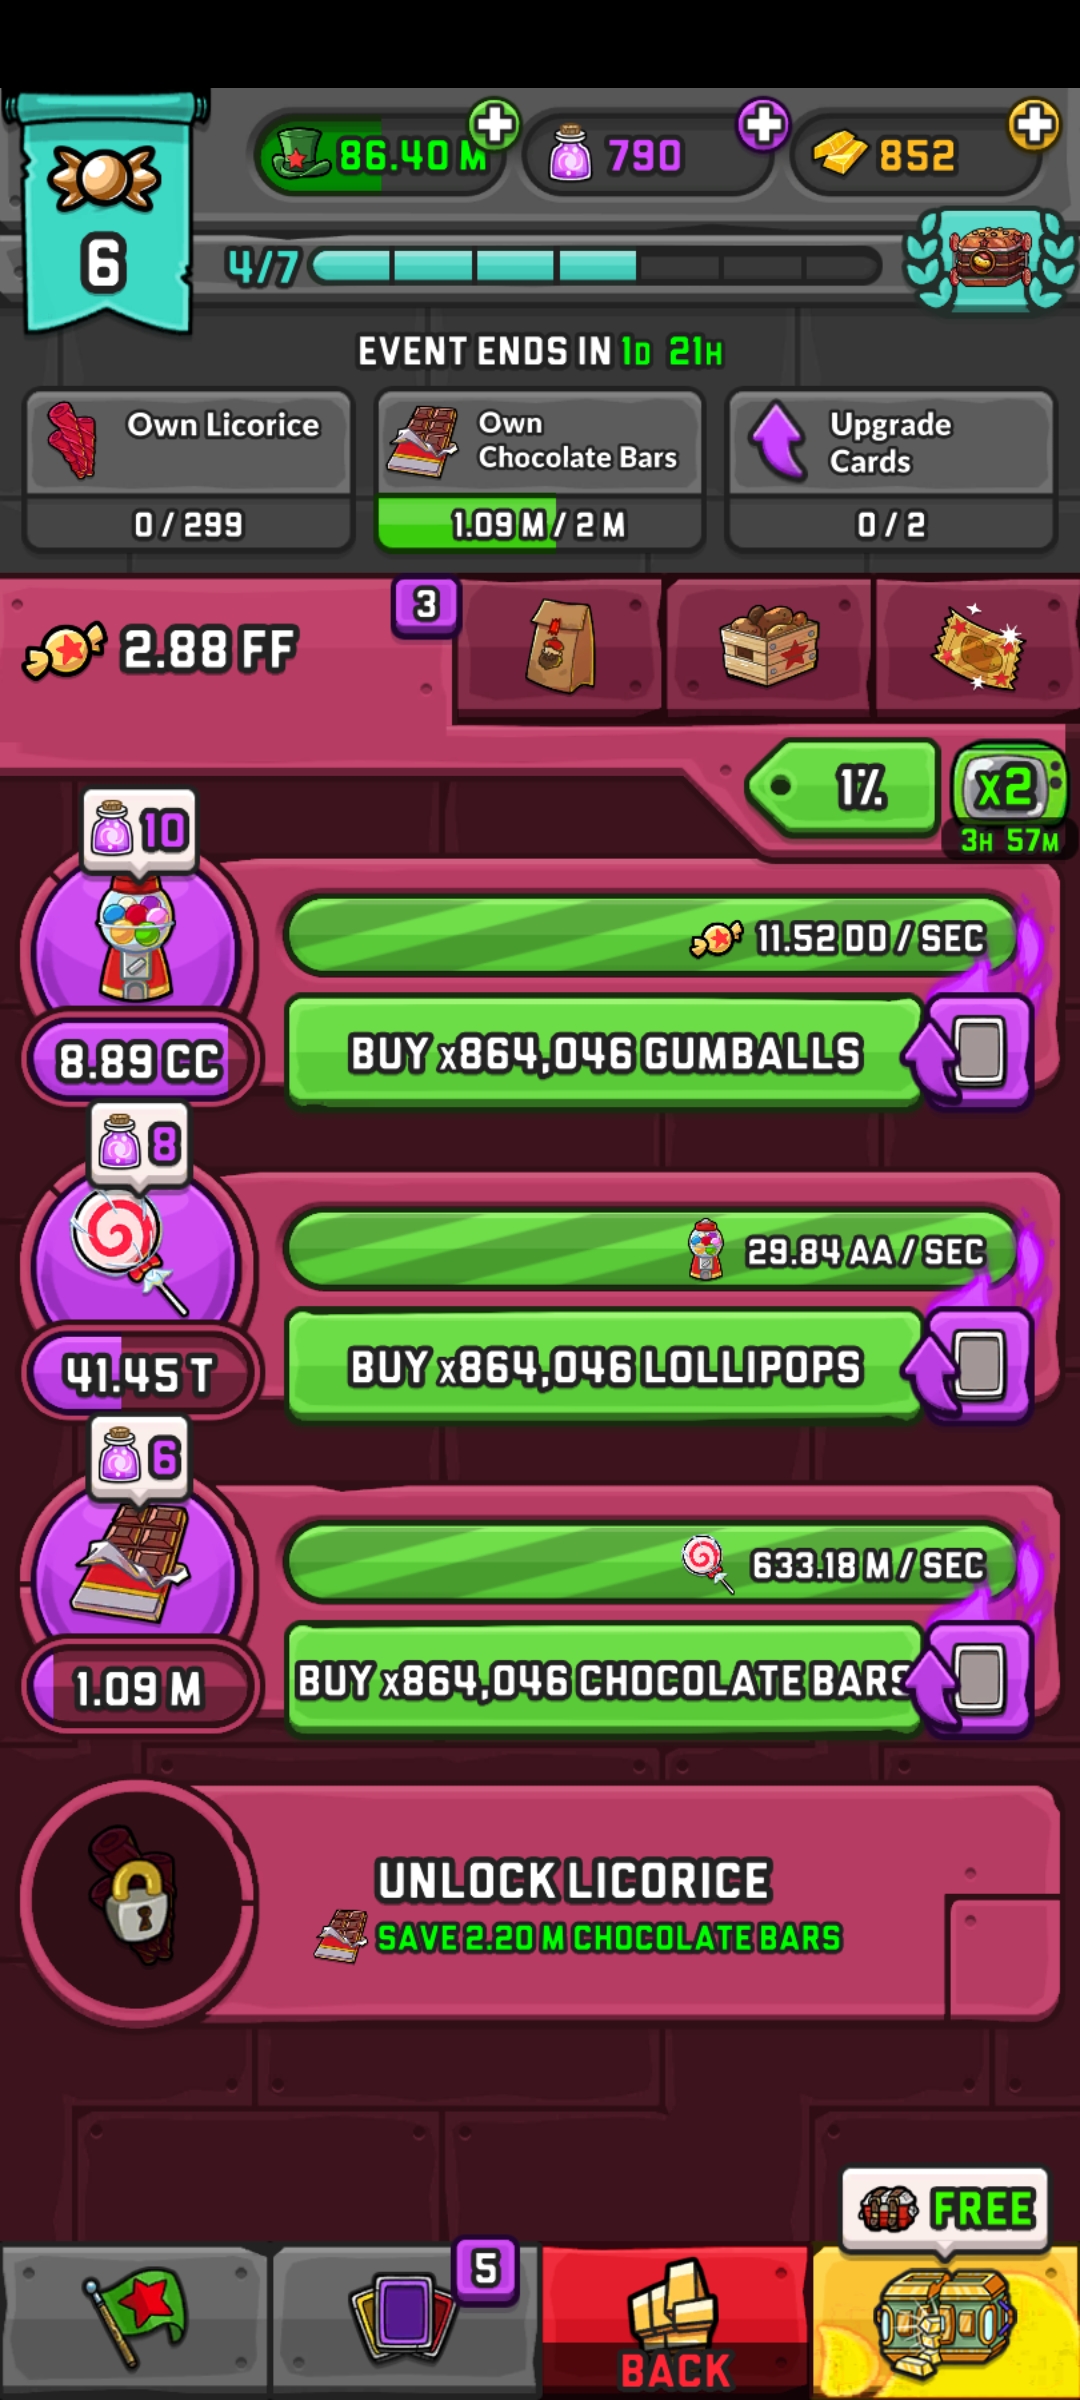 86.40 M
790
852
6
4/7
EVENT ENDS IN 1D 21H
Own Licorice
0 / 299
Own
Chocolate Bars
1.09 M / 2 M
Upgrade
Cards
0 / 2
2.88 FF
3
1%
x2
3H 57M
10
11.52 DD / SEC
8.89 CC
BUY x864,046 GUMBALLS
8
29.84 AA / SEC
41.45 T
BUY x864,046 LOLLIPOPS
6
633.18 M / SEC
1.09 M
BUY x864,046 CHOCOLATE BARS
UNLOCK LICORICE
SAVE 2.20 M CHOCOLATE BARS
FREE
5
BACK